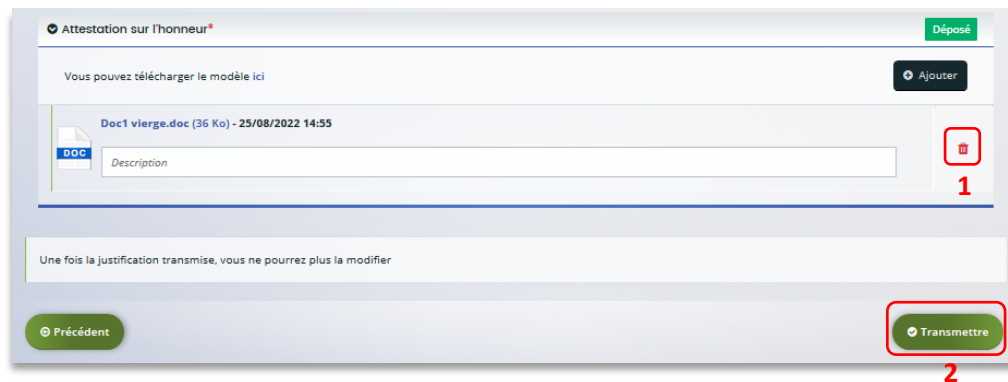 Attestation sur l'honneur*
Déposé
Vous pouvez télécharger le modèle ici
Ajouter
Doc1 vierge.doc (36 Ko) - 25/08/2022 14:55
DOC
Description
1
Une fois la justification transmise, vous ne pourrez plus la modifier
Précédent
Transmettre
2